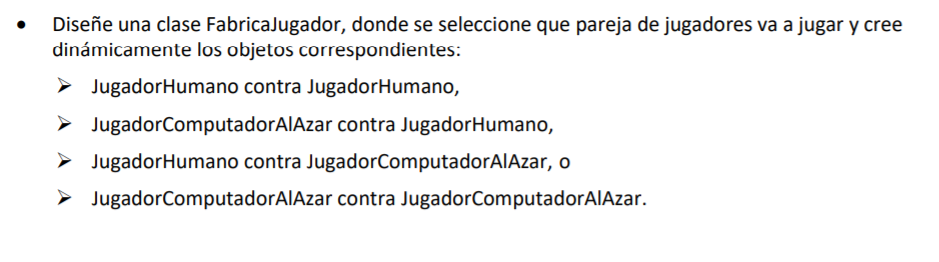 • Diseñe una clase FabricaJugador, donde se seleccione que pareja de jugadores va a jugar y cree
dinámicamente los objetos correspondientes:
➢ JugadorHumano contra JugadorHumano,
➢ JugadorComputadorAlAzar contra JugadorHumano,
➢ JugadorHumano contra JugadorComputadorAlAzar, o
➢ JugadorComputadorAlAzar contra JugadorComputadorAlAzar.